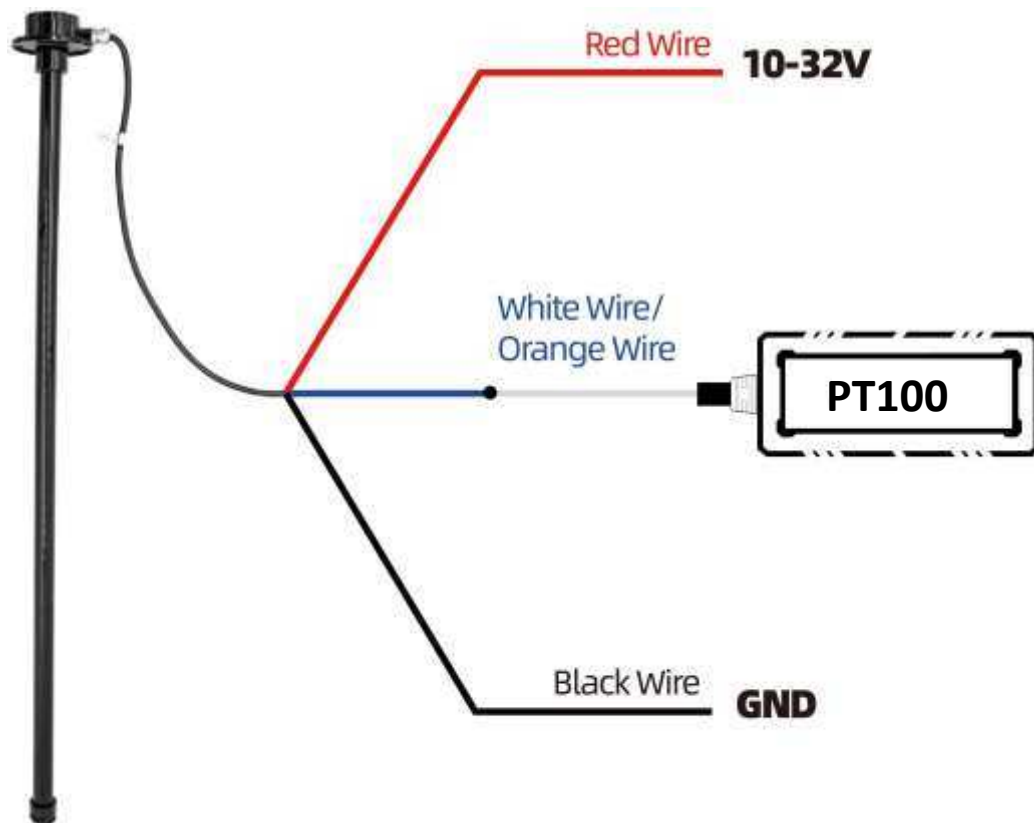 Red Wire 10-32V
White Wire/
Orange Wire
PT100
Black Wire GND